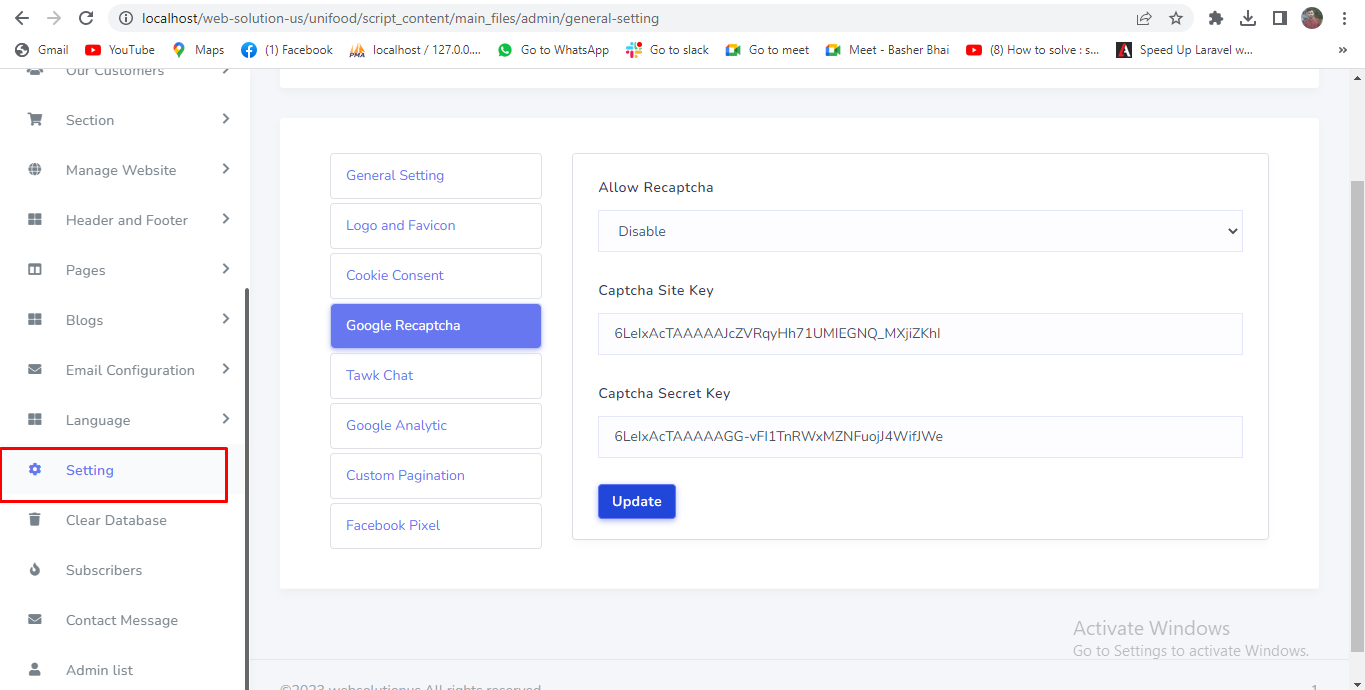 localhost/web-solution-us/unifood/script_content/main_files/admin/general-setting
Gmail
YouTube
Maps
(1) Facebook
localhost / 127.0.0....
Go to WhatsApp
Go to slack
Go to meet
Meet - Basher Bhai
(8) How to solve : s...
Speed Up Laravel w...
»
Our Customers
Section
Manage Website
Header and Footer
Pages
Blogs
Email Configuration
Language
Setting
Clear Database
Subscribers
Contact Message
Admin list
General Setting
Logo and Favicon
Cookie Consent
Google Recaptcha
Tawk Chat
Google Analytic
Custom Pagination
Facebook Pixel
Allow Recaptcha
Disable
Captcha Site Key
6LeIxAcTAAAAAJcZVRqyHh71UMIEGNQ_MXjiZKhI
Captcha Secret Key
6LeIxAcTAAAAAGG-vFI1TnRWxMZNFuojJ4WifJWe
Update
Activate Windows
Go to Settings to activate Windows.
©2023 websolutionus All rights reserved
1